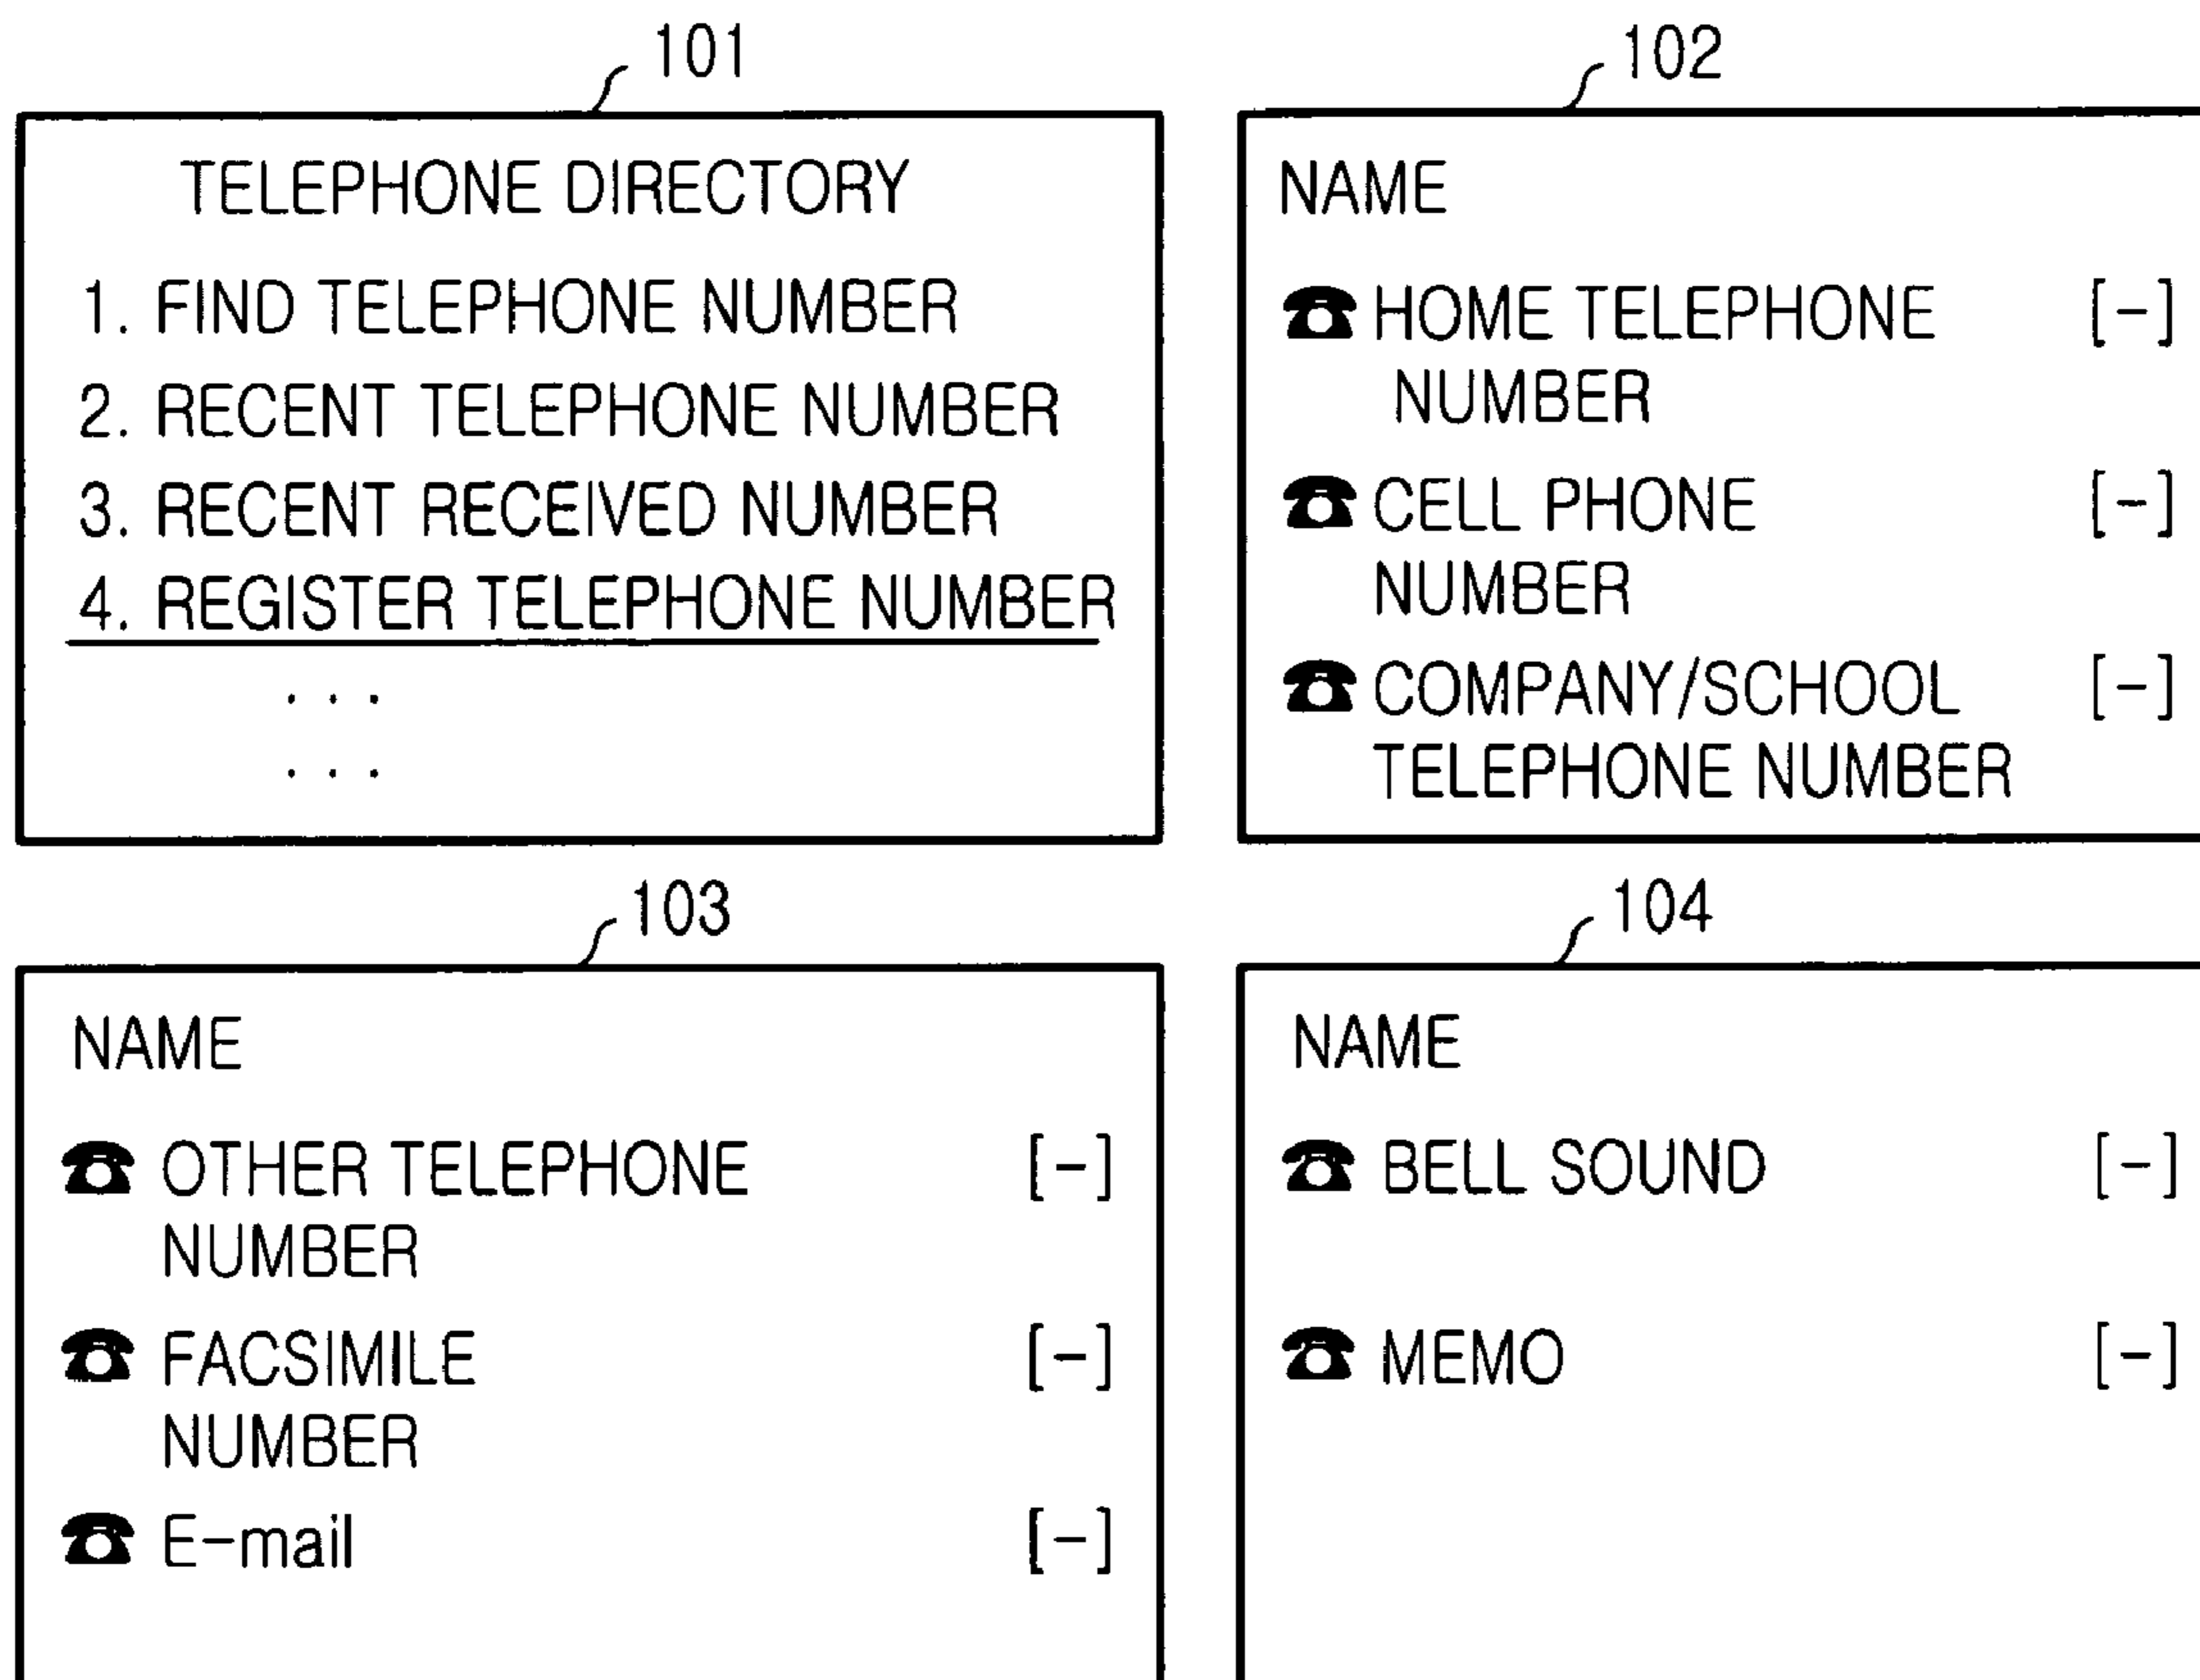 101
TELEPHONE DIRECTORY
1. FIND TELEPHONE NUMBER
2. RECENT TELEPHONE NUMBER
3. RECENT RECEIVED NUMBER
4. REGISTER TELEPHONE NUMBER
. . .
. . .
102
NAME
☎ HOME TELEPHONE [-]
NUMBER
☎ CELL PHONE [-]
NUMBER
☎ COMPANY/SCHOOL [-]
TELEPHONE NUMBER
103
NAME
☎ OTHER TELEPHONE [-]
NUMBER
☎ FACSIMILE [-]
NUMBER
☎ E-mail [-]
104
NAME
☎ BELL SOUND [-]
☎ MEMO [-]